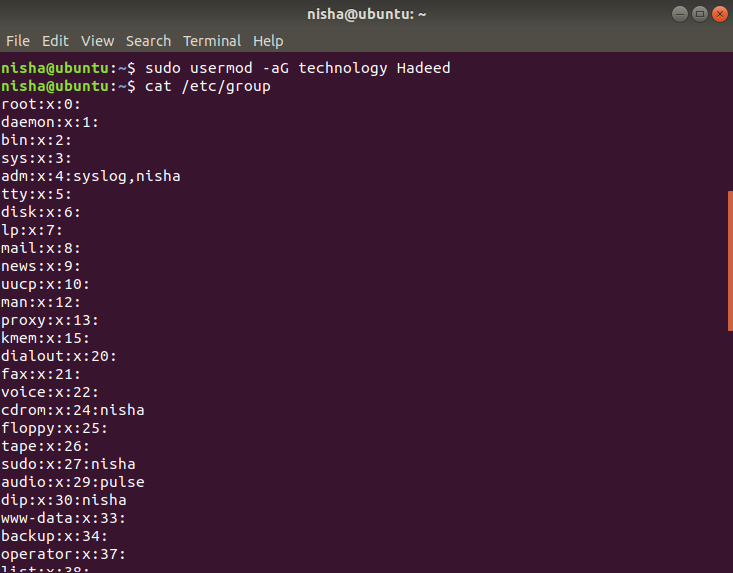 nisha@ubuntu: ~
File Edit View Search Terminal Help
nisha@ubuntu:~$ sudo usermod -aG technology Hadeed
nisha@ubuntu:~$ cat /etc/group
root:x:0:
daemon:x:1:
bin:x:2:
sys:x:3:
adm:x:4:syslog,nisha
tty:x:5:
disk:x:6:
lp:x:7:
mail:x:8:
news:x:9:
uucp:x:10:
man:x:12:
proxy:x:13:
kmem:x:15:
dialout:x:20:
fax:x:21:
voice:x:22:
cdrom:x:24:nisha
floppy:x:25:
tape:x:26:
sudo:x:27:nisha
audio:x:29:pulse
dip:x:30:nisha
www-data:x:33:
backup:x:34:
operator:x:37:
list:x:38: